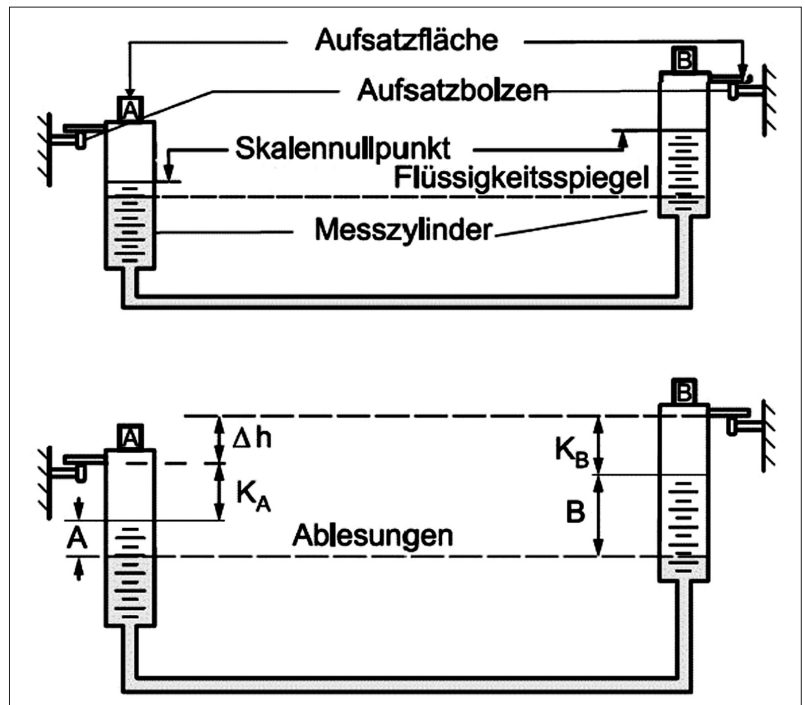 Aufsatzfläche
A
B
Aufsatzbolzen
Skalennullpunkt
Flüssigkeitsspiegel
Messzylinder
A
B
Δh
K_A
K_B
A
B
Ablesungen